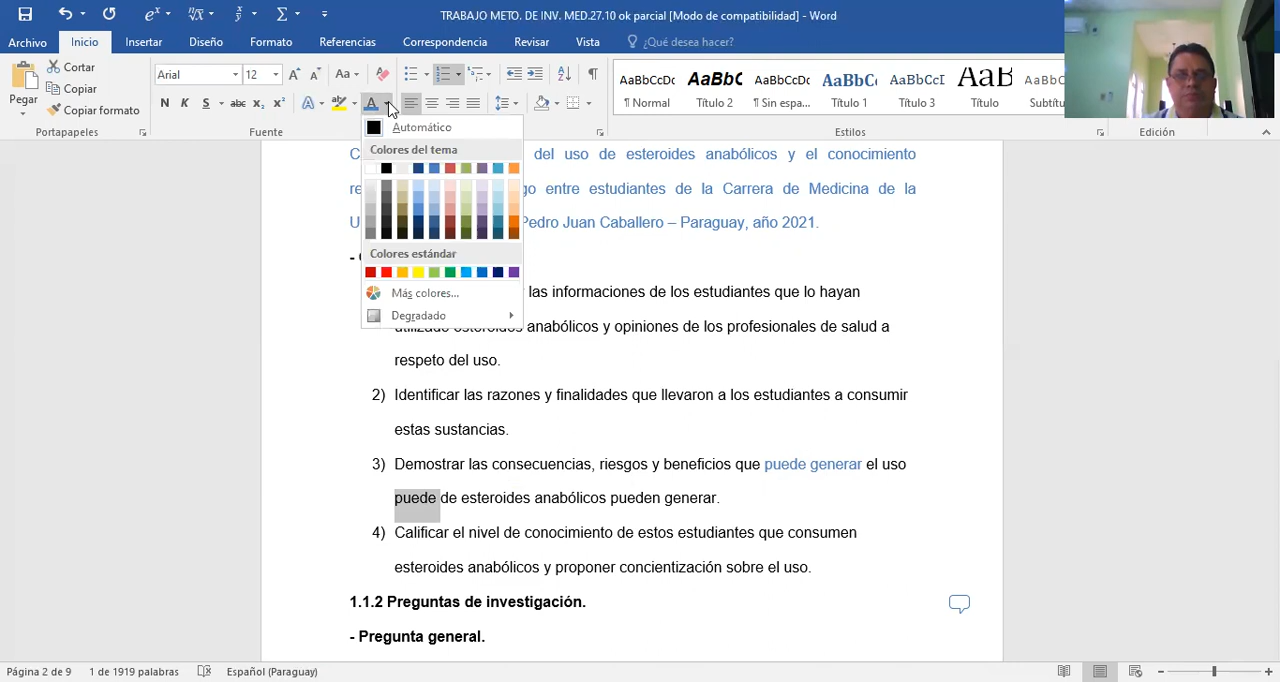 TRABAJO METO. DE INV. MED.27.10 ok parcial [Modo de compatibilidad] - Word
Archivo Inicio Insertar Diseño Formato Referencias Correspondencia Revisar Vista ¿Qué desea hacer?
Pegar
Cortar
Copiar
Copiar formato
Portapapeles
Arial 12
Fuente
AaBbCcDc AaBbC AaBbCcDc AaBbC AaBbCcI AaB AaBbCcD
¶ Normal Título 2 ¶ Sin espa... Título 1 Título 3 Título Subtítu
Estilos
Edición
Automático
Colores del tema
Colores estándar
Más colores...
Degradado
del uso de esteroides anabólicos y el conocimiento
go entre estudiantes de la Carrera de Medicina de la
Pedro Juan Caballero – Paraguay, año 2021.
las informaciones de los estudiantes que lo hayan
utilizado esteroides anabólicos y opiniones de los profesionales de salud a
respeto del uso.
2) Identificar las razones y finalidades que llevaron a los estudiantes a consumir
estas sustancias.
3) Demostrar las consecuencias, riesgos y beneficios que puede generar el uso
puede de esteroides anabólicos pueden generar.
4) Calificar el nivel de conocimiento de estos estudiantes que consumen
esteroides anabólicos y proponer concientización sobre el uso.
1.1.2 Preguntas de investigación.
- Pregunta general.
Página 2 de 9 1 de 1919 palabras Español (Paraguay)